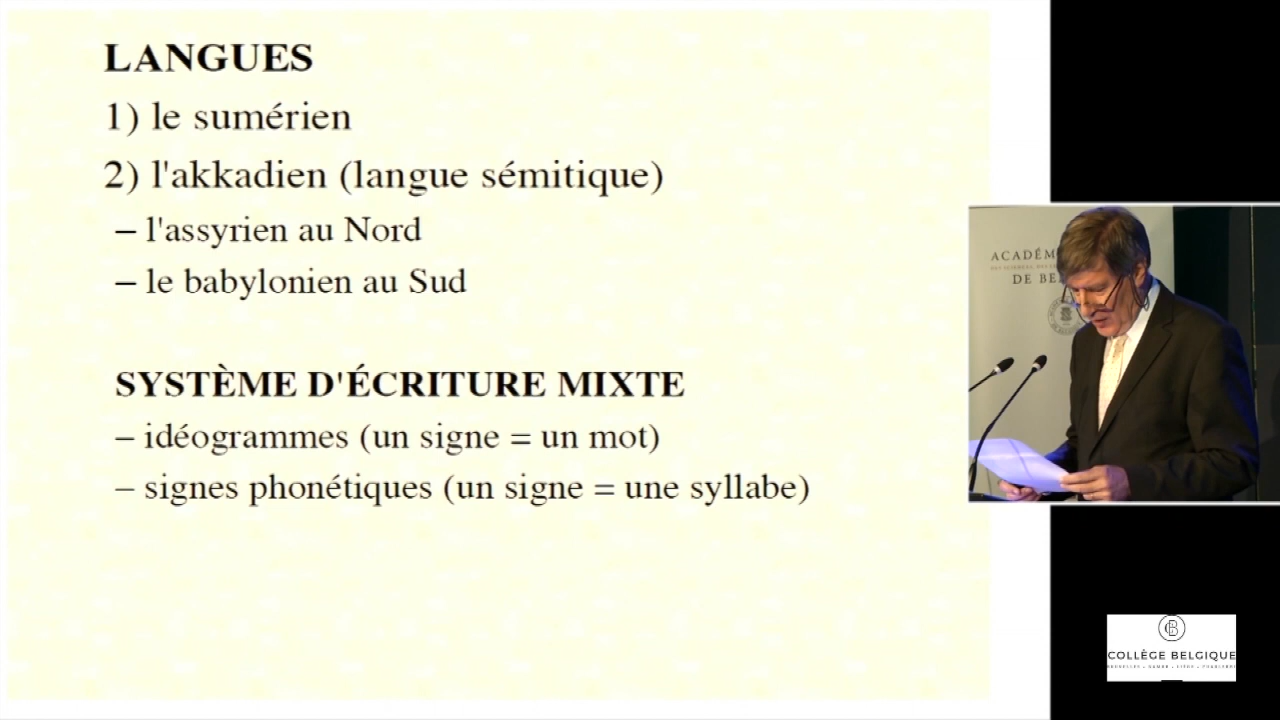 LANGUES
1) le sumérien
2) l'akkadien (langue sémitique)
– l'assyrien au Nord
– le babylonien au Sud
SYSTÈME D'ÉCRITURE MIXTE
– idéogrammes (un signe = un mot)
– signes phonétiques (un signe = une syllabe)
ACADÉM
DE BE
COLLÈGE BELGIQUE